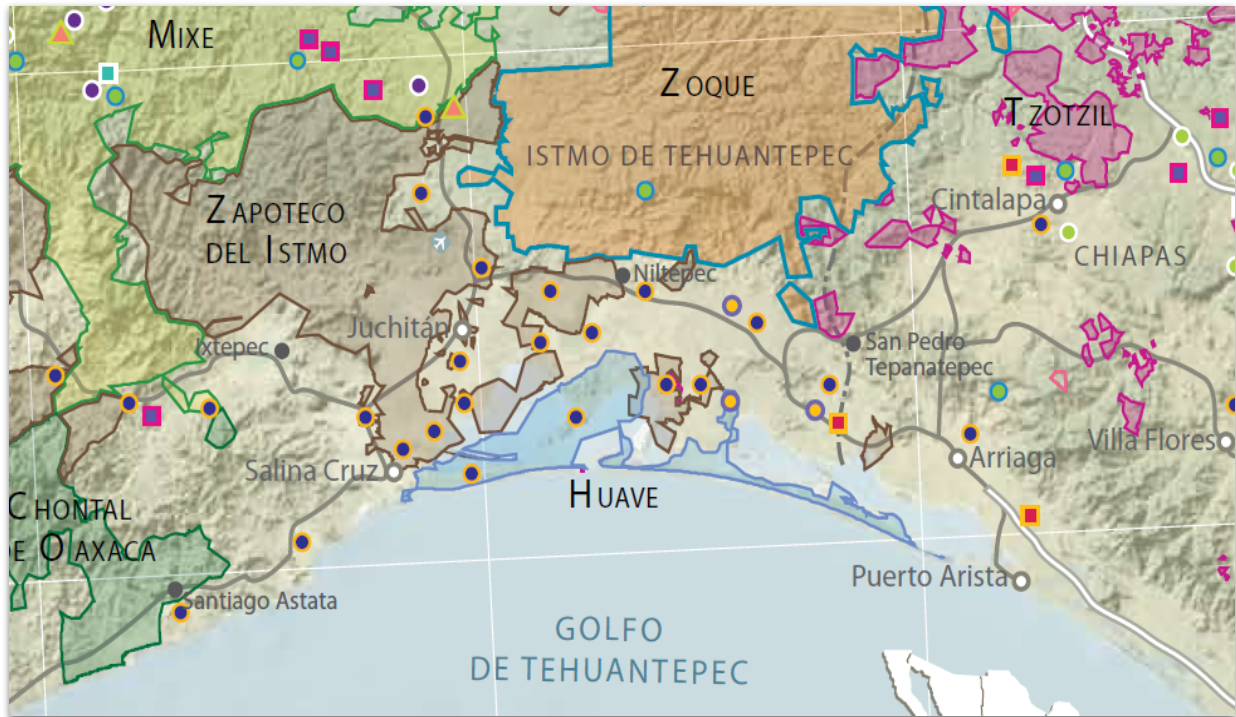 MIXE
ZOQUE
TZOTZIL
ISTMO DE TEHUANTEPEC
Cintalapa
ZAPOTECO
DEL ISTMO
CHIAPAS
Niltepec
Juchitán
Ixtepec
San Pedro
Tepanatepec
Villa Flores
Arriaga
Salina Cruz
HUAVE
CHONTAL
DE OAXACA
Puerto Arista
Santiago Astata
GOLFO
DE TEHUANTEPEC